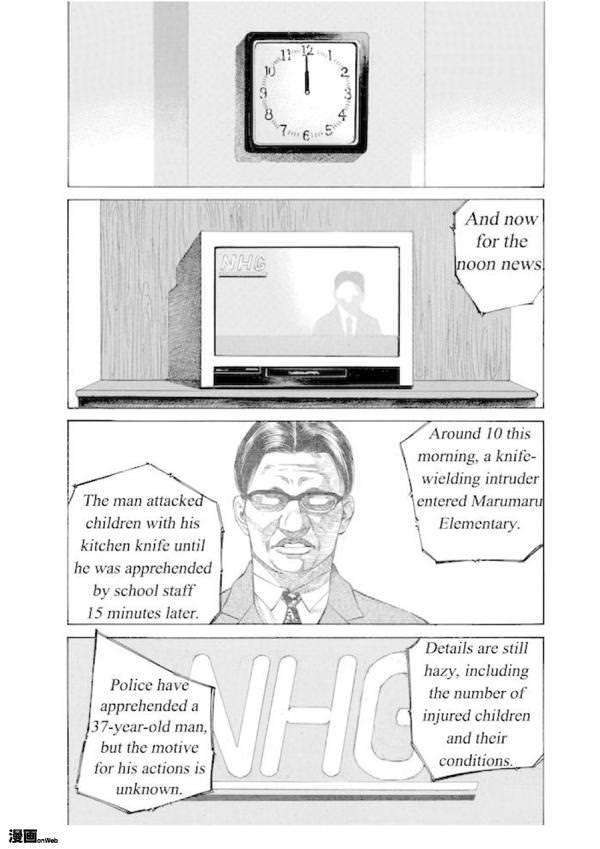 11 12 1
10 2
9 3
8 4
7 6 5
And now
for the
noon news.
NHG
Around 10 this
morning, a knife-
wielding intruder
entered Marumaru
Elementary.
The man attacked
children with his
kitchen knife until
he was apprehended
by school staff
15 minutes later.
Details are still
hazy, including
the number of
injured children
and their
conditions.
NHG
Police have
apprehended a
37-year-old man,
but the motive
for his actions is
unknown.
漫画onWeb